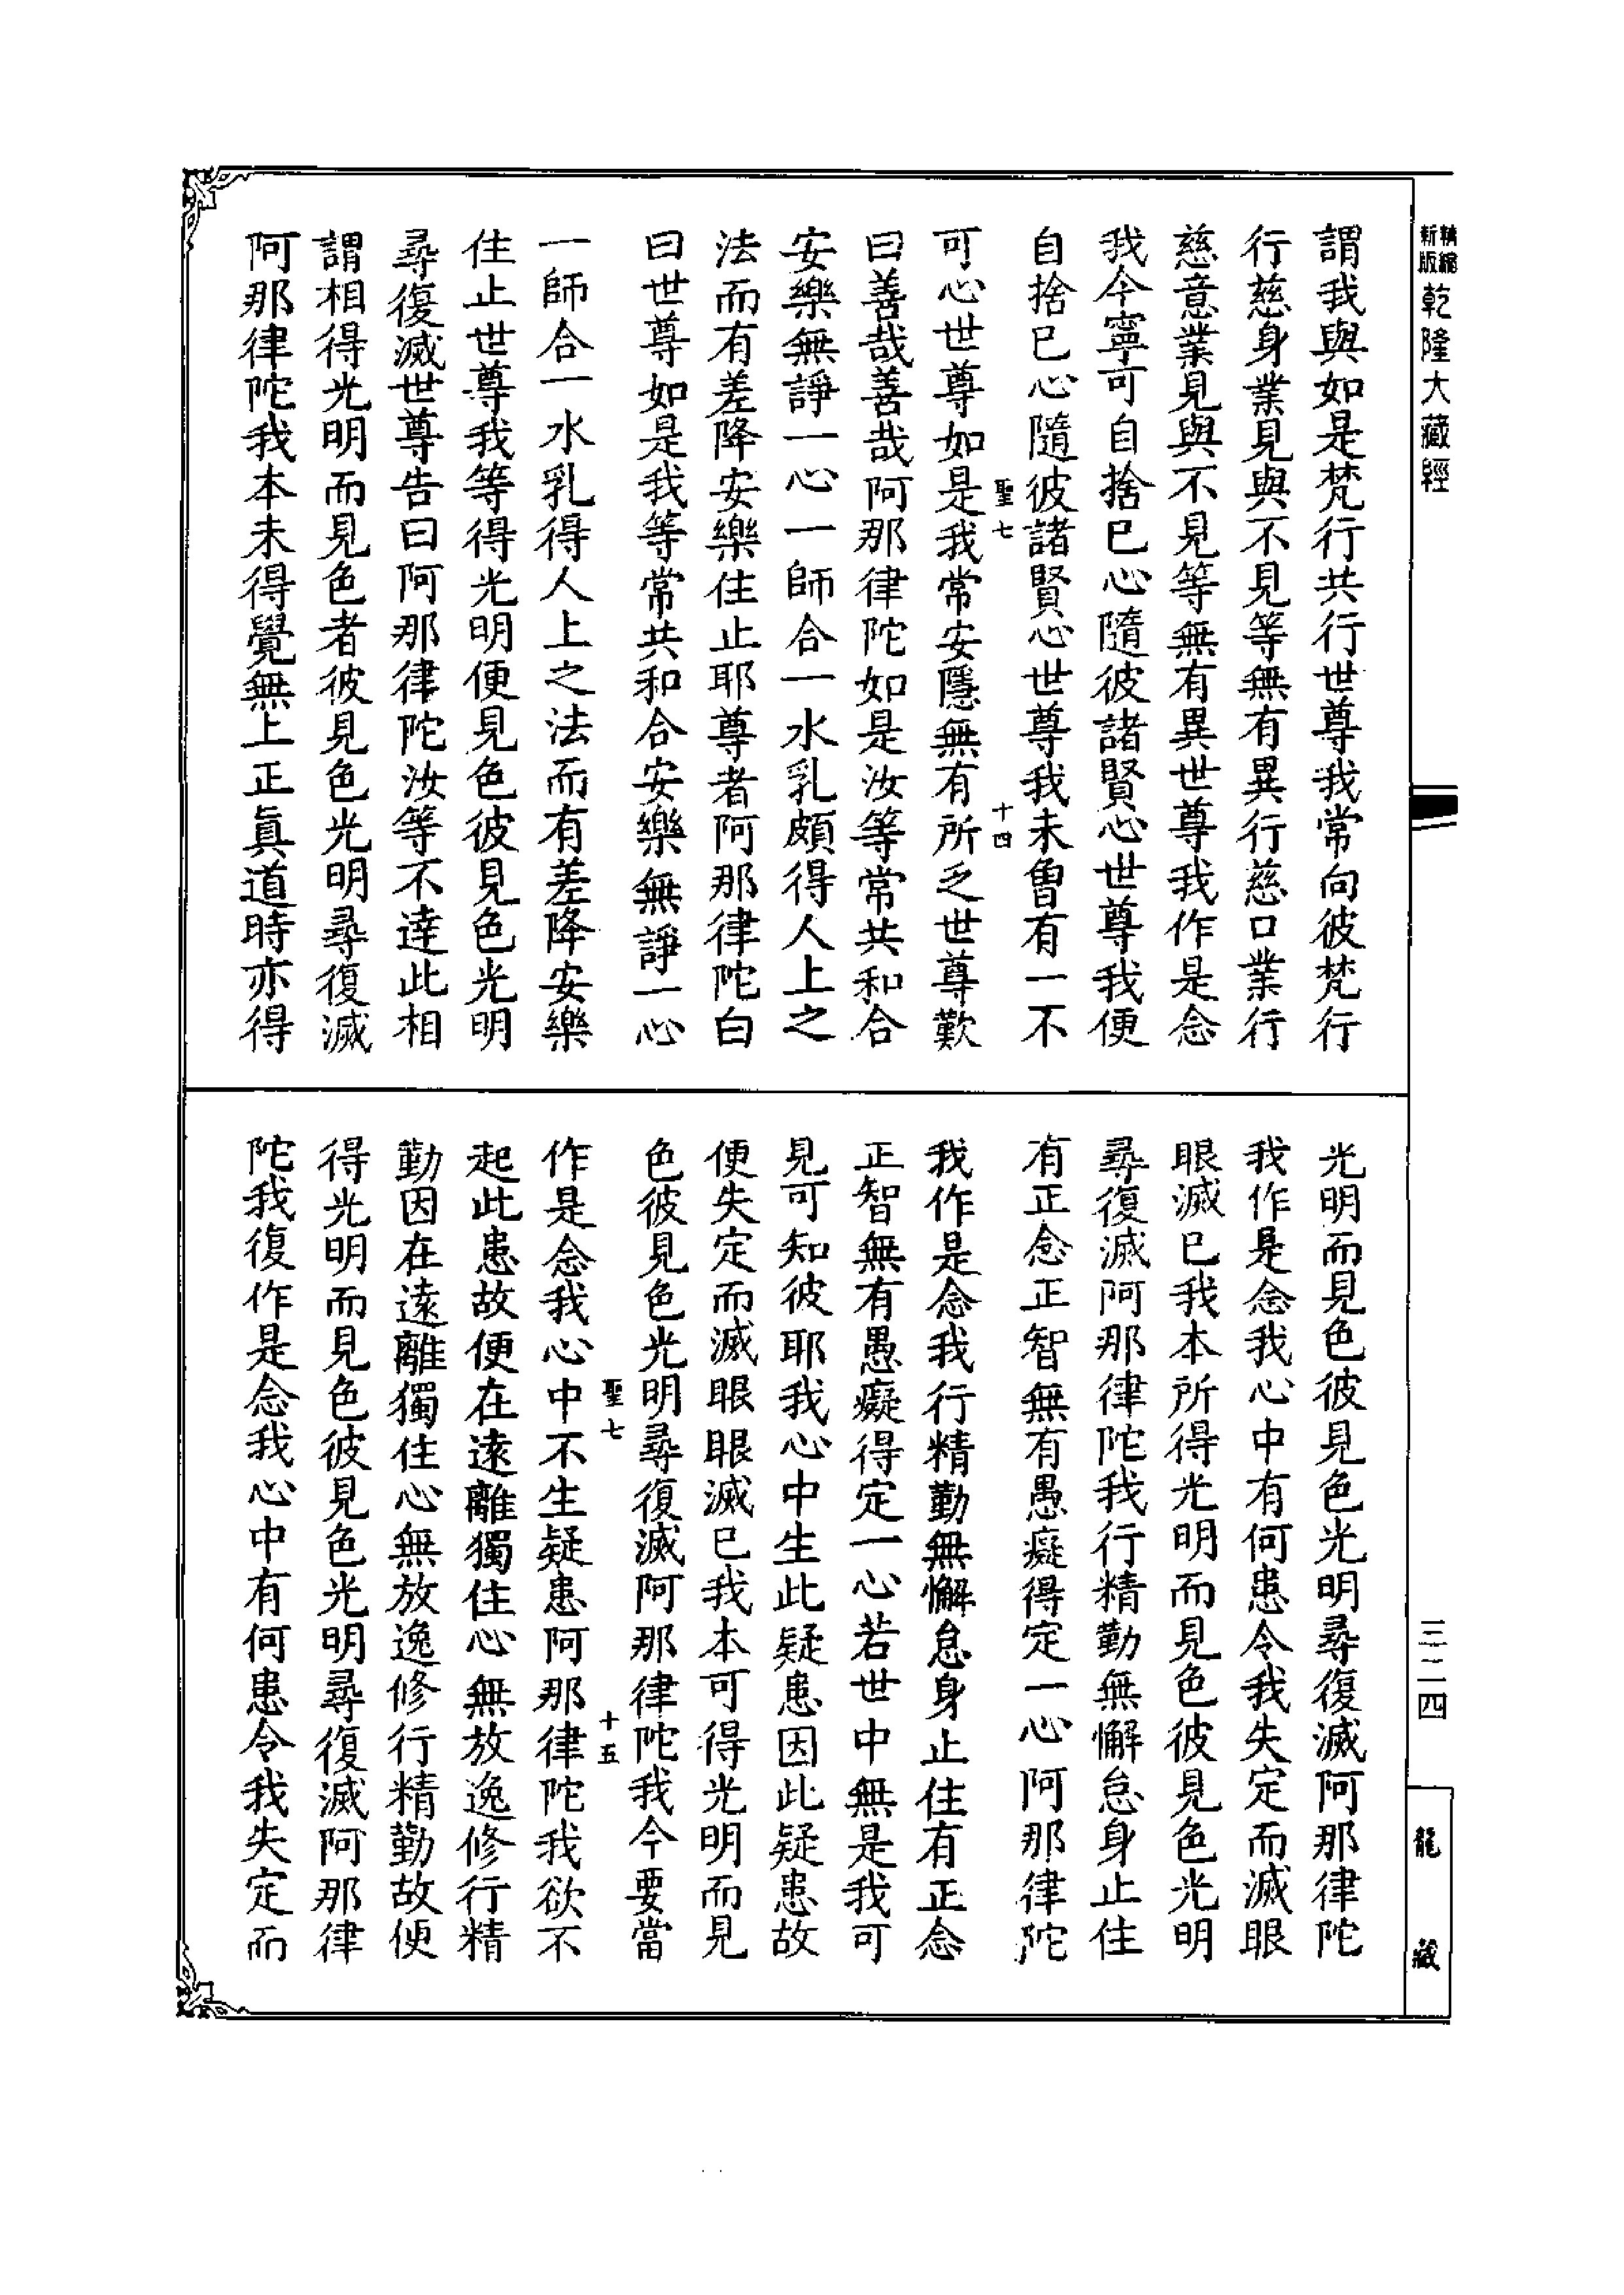 精縮
新版
乾隆大藏經
謂我與如是梵行共行世尊我常向彼梵行
行慈身業見與不見等無有異行慈口業行
慈意業見與不見等無有異世尊我作是念
我今寧可自捨已心隨彼諸賢心世尊我便
自捨已心隨彼諸賢心世尊我未曾有一不
聖七
十四
可心世尊如是我常安隱無有所乏世尊歎
曰善哉善哉阿那律陀如是汝等常共和合
安樂無諍一心一師合一水乳頗得人上之
法而有差降安樂住止耶尊者阿那律陀白
曰世尊如是我等常共和合安樂無諍一心
一師合一水乳得人上之法而有差降安樂
住止世尊我等得光明便見色彼見色光明
尋復滅世尊告曰阿那律陀汝等不達此相
謂相得光明而見色者彼見色光明尋復滅
阿那律陀我本未得覺無上正真道時亦得
光明而見色彼見色光明尋復滅阿那律陀
我作是念我心中有何患令我失定而滅眼
眼滅已我本所得光明而見色彼見色光明
尋復滅阿那律陀我行精勤無懈怠身止住
有正念正智無有愚癡得定一心阿那律陀
我作是念我行精勤無懈怠身止住有正念
正智無有愚癡得定一心若世中無是我可
見可知彼耶我心中生此疑患因此疑患故
便失定而滅眼眼滅已我本可得光明而見
色彼見色光明尋復滅阿那律陀我今要當
聖七
十五
作是念我心中不生疑患阿那律陀我欲不
起此患故便在遠離獨住心無放逸修行精
勤因在遠離獨住心無放逸修行精勤故便
得光明而見色彼見色光明尋復滅阿那律
陀我復作是念我心中有何患令我失定而
三二四
龍藏